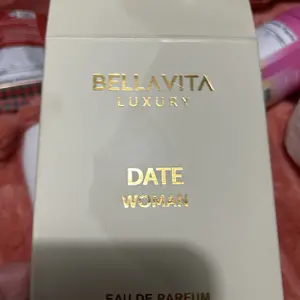 BELLAVITA
LUXURY
DATE
WOMAN
EAU DE PARFUM